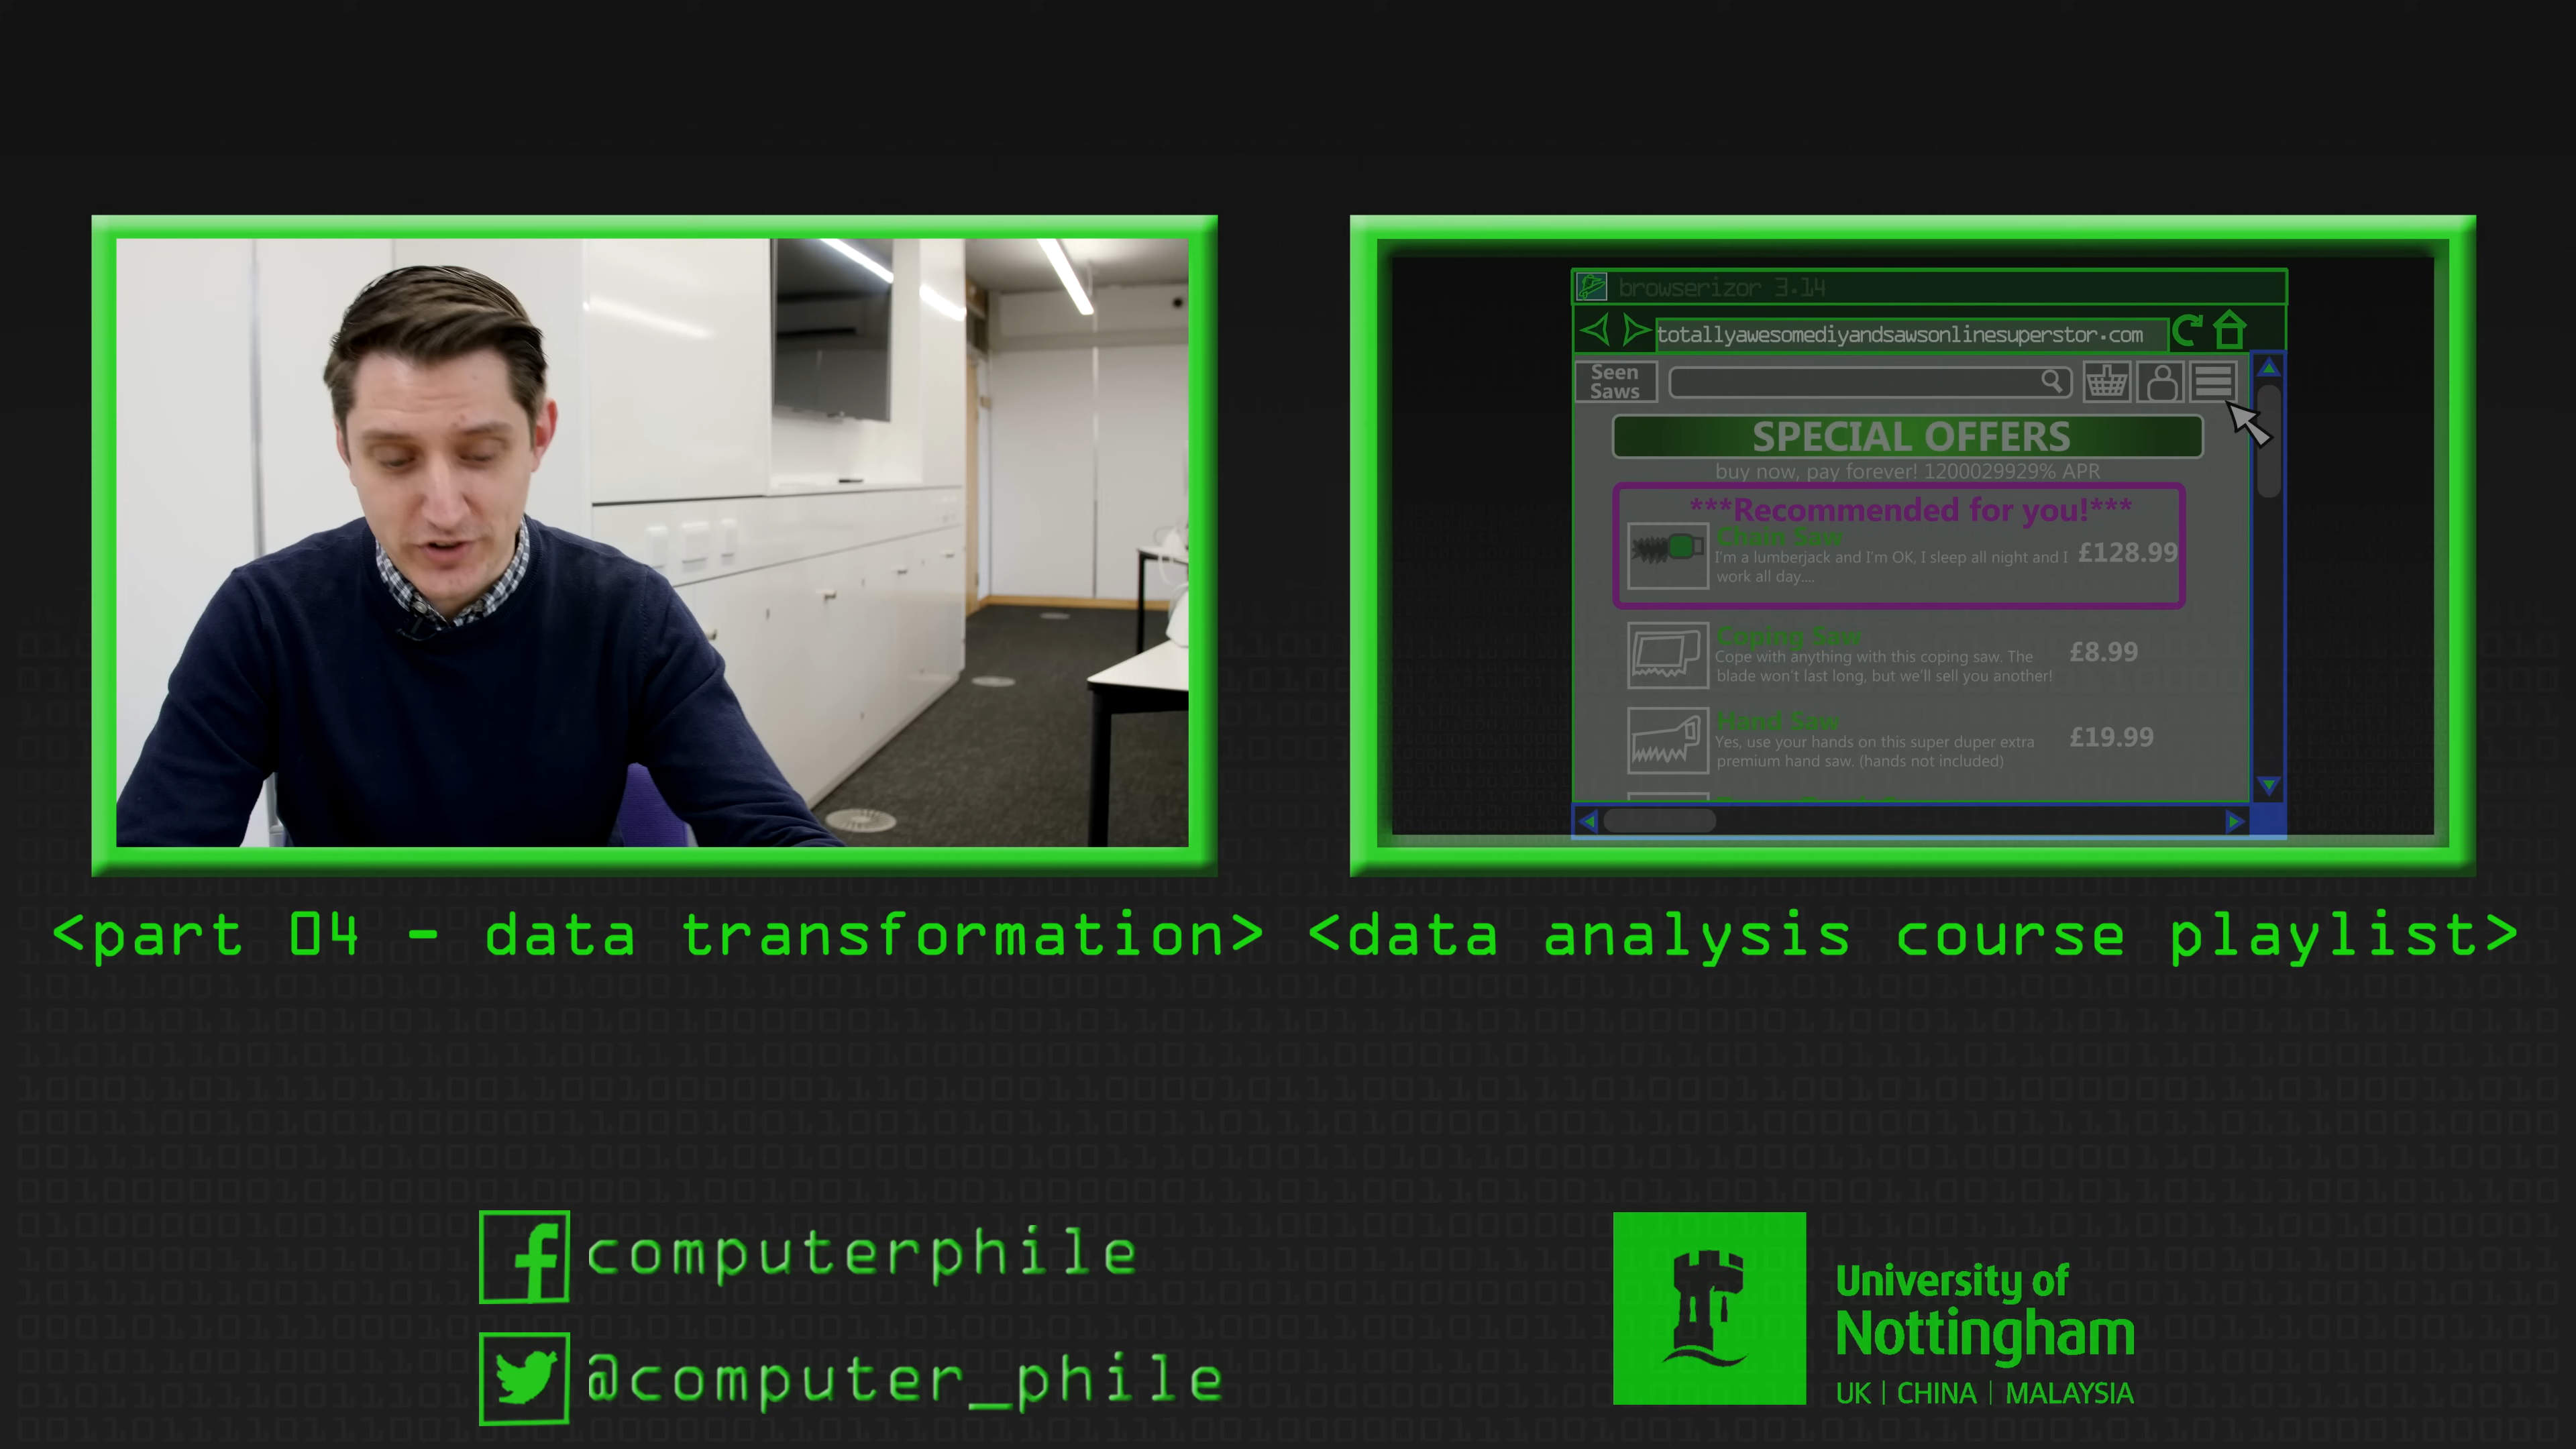 browserizor 3.14
totallyawesomediyandsawsonlinesuperstor.com
Seen
Saws
SPECIAL OFFERS
buy now, pay forever! 1200029929% APR
***Recommended for you!***
Chain Saw
I'm a lumberjack and I'm OK, I sleep all night and I
work all day....
£128.99
Coping Saw
Cope with anything with this coping saw. The
blade won't last long, but we'll sell you another!
£8.99
Hand Saw
Yes, use your hands on this super duper extra
premium hand saw. (hands not included)
£19.99
<part 04 - data transformation>
<data analysis course playlist>
computerphile
@computer_phile
University of
Nottingham
UK | CHINA | MALAYSIA